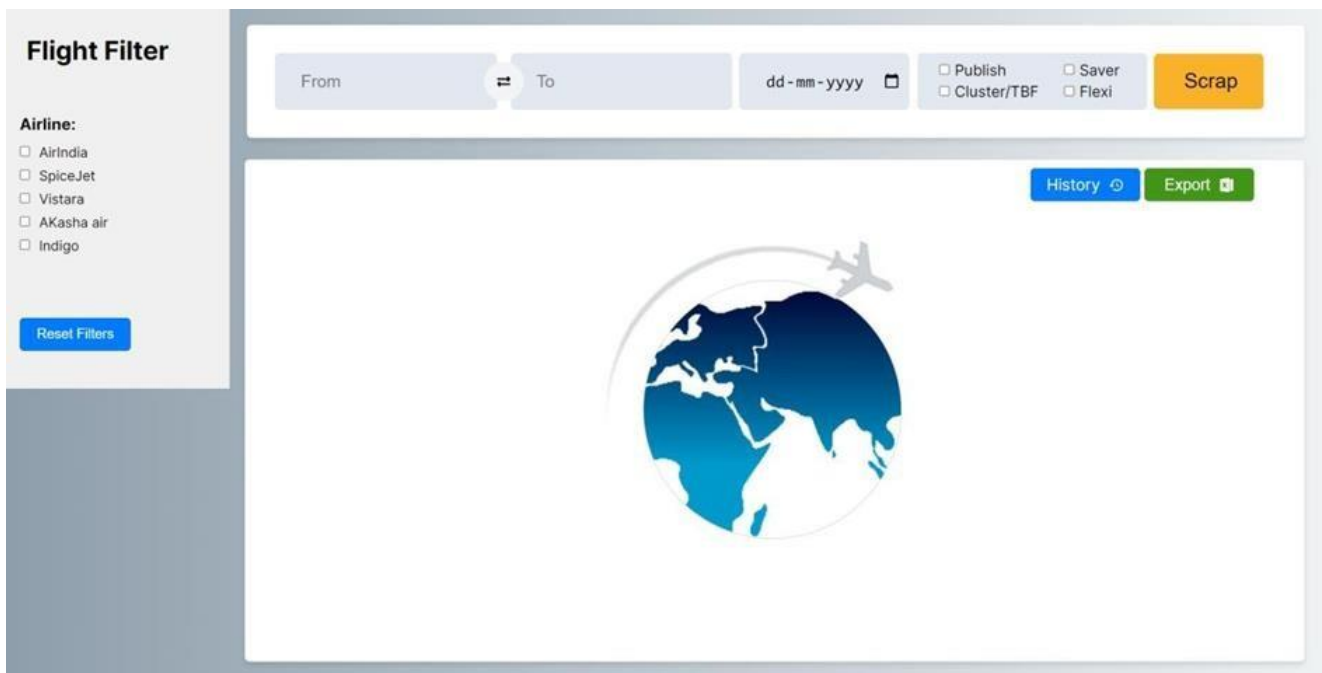 Flight Filter
Airline:
AirIndia
SpiceJet
Vistara
AKasha air
Indigo
Reset Filters
From
To
dd-mm-yyyy
Publish
Saver
Cluster/TBF
Flexi
Scrap
History
Export